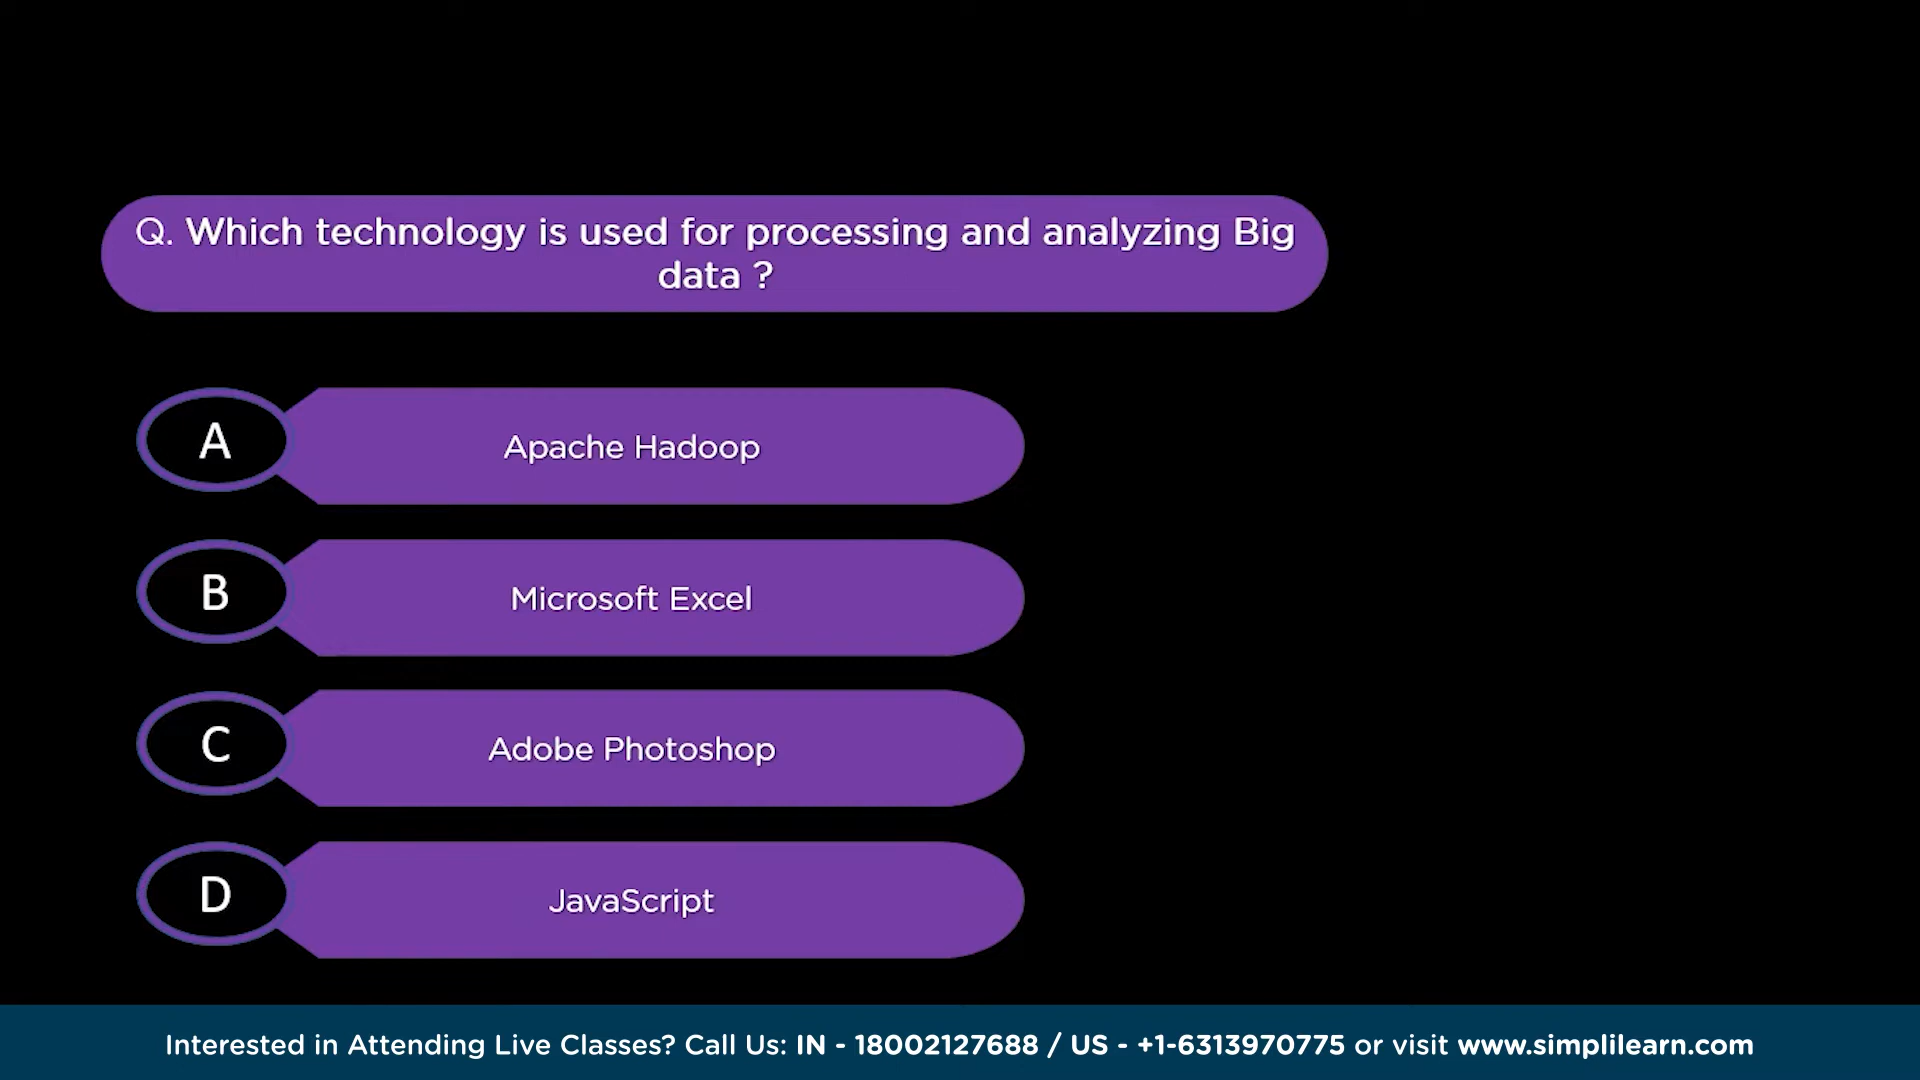 Q. Which technology is used for processing and analyzing Big
data ?
A
Apache Hadoop
B
Microsoft Excel
C
Adobe Photoshop
D
JavaScript
Interested in Attending Live Classes? Call Us: IN - 18002127688 / US - +1-6313970775 or visit www.simplilearn.com